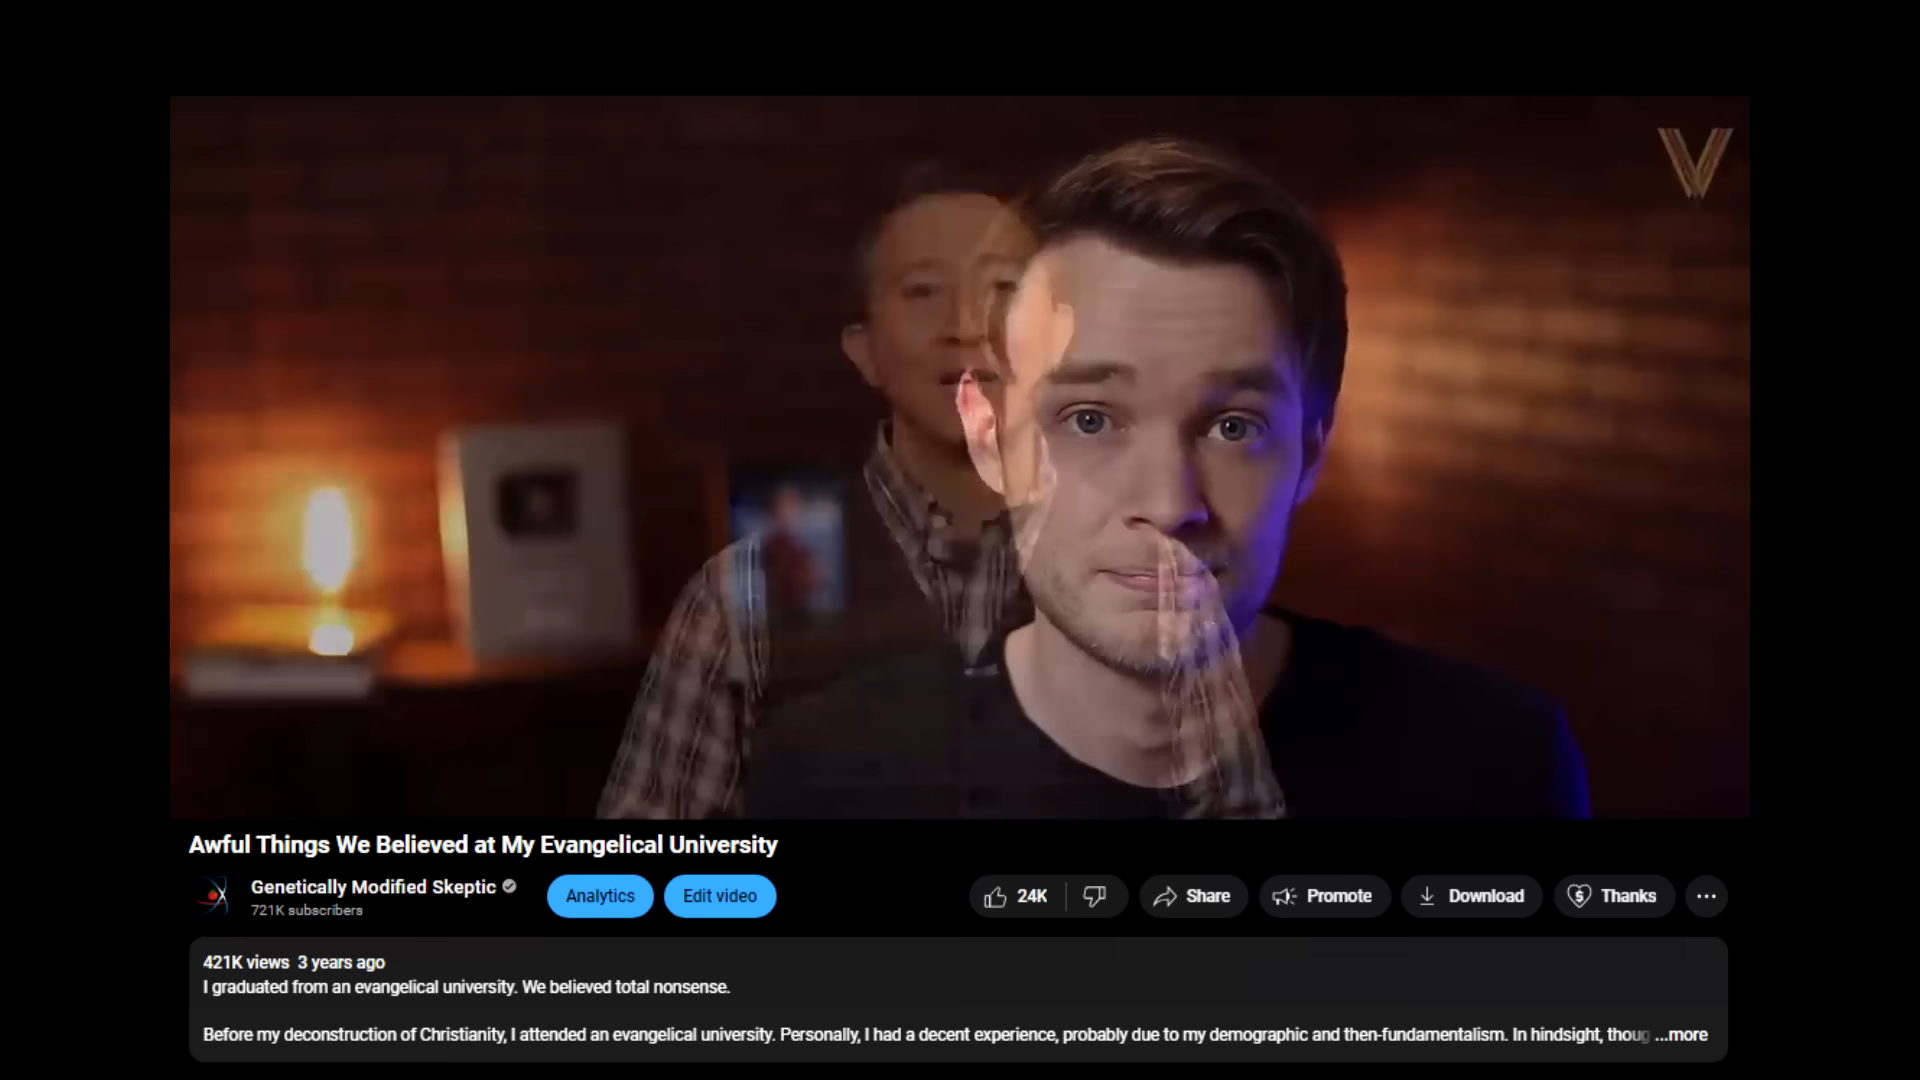 V
Awful Things We Believed at My Evangelical University
Genetically Modified Skeptic
721K subscribers
Analytics
Edit video
24K
Share
Promote
Download
Thanks
421K views 3 years ago
I graduated from an evangelical university. We believed total nonsense.
Before my deconstruction of Christianity, I attended an evangelical university. Personally, I had a decent experience, probably due to my demographic and then-fundamentalism. In hindsight, thoug ...more